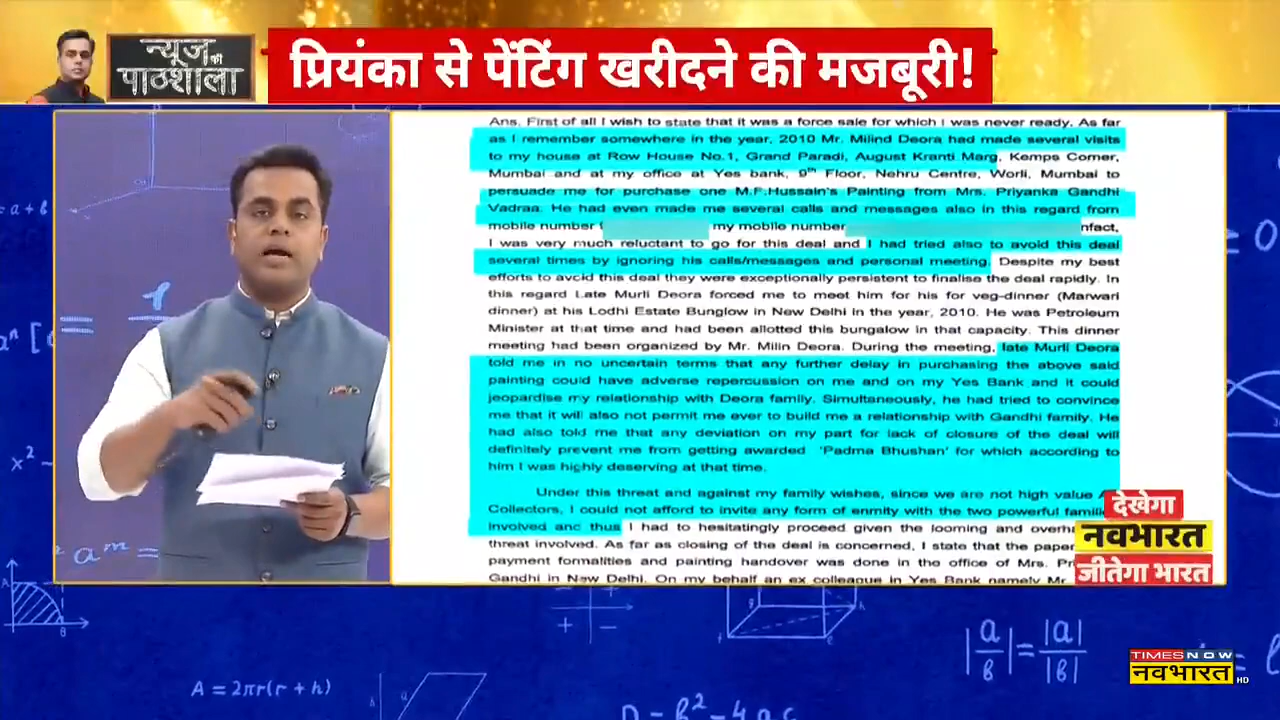 न्यूज की
पाठशाला
प्रियंका से पेंटिंग खरीदने की मजबूरी!
Ans. First of all I wish to state that it was a force sale for which I was never ready. As far
as I remember somewhere in the year, 2010 Mr. Milind Deora had made several visits
to my house at Row House No.1, Grand Paradi, August Kranti Marg, Kemps Corner,
Mumbai and at my office at Yes bank, 9th Floor, Nehru Centre, Worli, Mumbai to
persuade me for purchase one M.F.Hussain's Painting from Mrs. Priyanka Gandhi
Vadraa. He had even made me several calls and messages also in this regard from
mobile number my mobile number nfact,
I was very much reluctant to go for this deal and I had tried also to avoid this deal
several times by ignoring his calls/messages and personal meeting. Despite my best
efforts to avoid this deal they were exceptionally persistent to finalise the deal rapidly. In
this regard Late Murli Deora forced me to meet him for his for veg-dinner (Marwari
dinner) at his Lodhi Estate Bunglow in New Delhi in the year, 2010. He was Petroleum
Minister at that time and had been allotted this bungalow in that capacity. This dinner
meeting had been organized by Mr. Milin Deora. During the meeting, late Murli Deora
told me in no uncertain terms that any further delay in purchasing the above said
painting could have adverse repercussion on me and on my Yes Bank and it could
jeopardise my relationship with Deora family. Simultaneously, he had tried to convince
me that it will also not permit me ever to build me a relationship with Gandhi family. He
had also told me that any deviation on my part for lack of closure of the deal will
definitely prevent me from getting awarded 'Padma Bhushan' for which according to
him I was highly deserving at that time.
Under this threat and against my family wishes, since we are not high value
Collectors, I could not afford to invite any form of enmity with the two powerful familie
involved and thus I had to hesitatingly proceed given the looming and overha
threat involved. As far as closing of the deal is concerned, I state that the paper
payment formalities and painting handover was done in the office of Mrs. Pri
Gandhi in New Delhi. On my behalf an ex colleague in Yes Bank namely Mr.
देखेगा
नवभारत
जीतेगा भारत
= a + b
x² -
aᵐ =
A = 2πr(r + h)
|a/b| = |a|/|b|
D = b² - 4ac
TIMES NOW
नवभारत HD